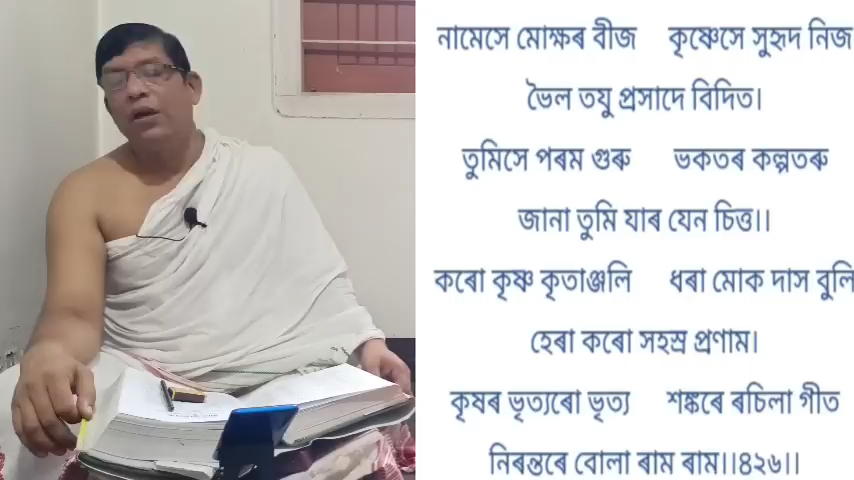 নামেসে মোক্ষৰ বীজ কৃষ্ণেসে সুহৃদ নিজ
ভৈল তযু প্ৰসাদে বিদিত।
তুমিসে পৰম গুৰু ভকতৰ কল্পতৰু
জানা তুমি যাৰ যেন চিত্ত।।
কৰো কৃষ্ণ কৃতাঞ্জলি ধৰা মোক দাস বুলি
হেৰা কৰো সহস্ৰ প্ৰণাম।
কৃষৰ ভৃত্যৰো ভৃত্য শঙ্কৰে ৰচিলা গীত
নিৰন্তৰে বোলা ৰাম ৰাম।।৪২৬।।